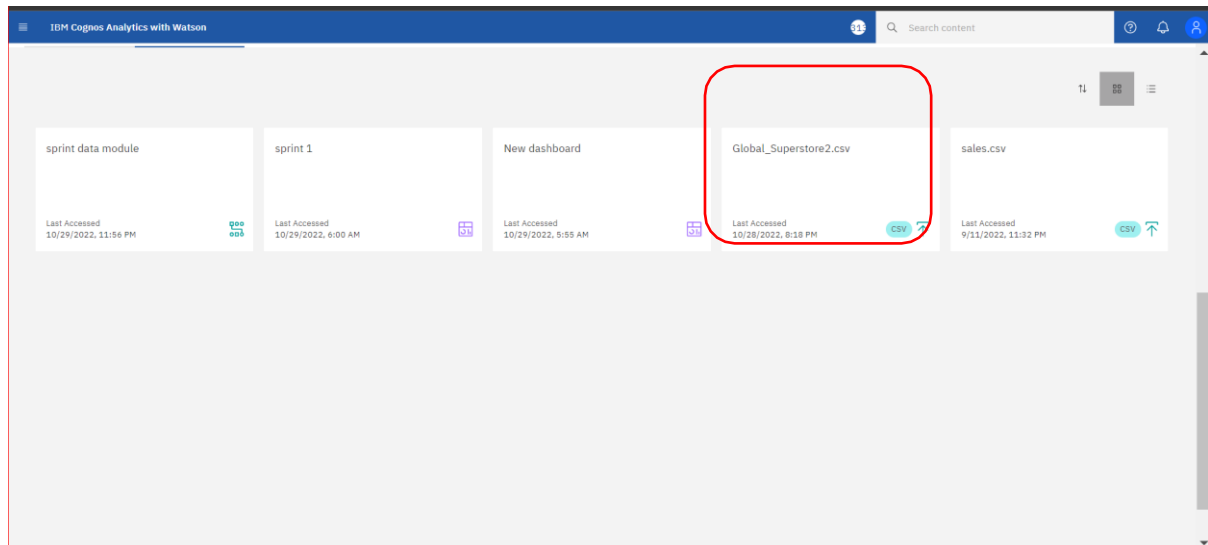 IBM Cognos Analytics with Watson
Search content
sprint data module
Last Accessed
10/29/2022, 11:56 PM
sprint 1
Last Accessed
10/29/2022, 6:00 AM
New dashboard
Last Accessed
10/29/2022, 5:55 AM
Global_Superstore2.csv
Last Accessed
10/28/2022, 8:18 PM
CSV
sales.csv
Last Accessed
9/11/2022, 11:32 PM
CSV